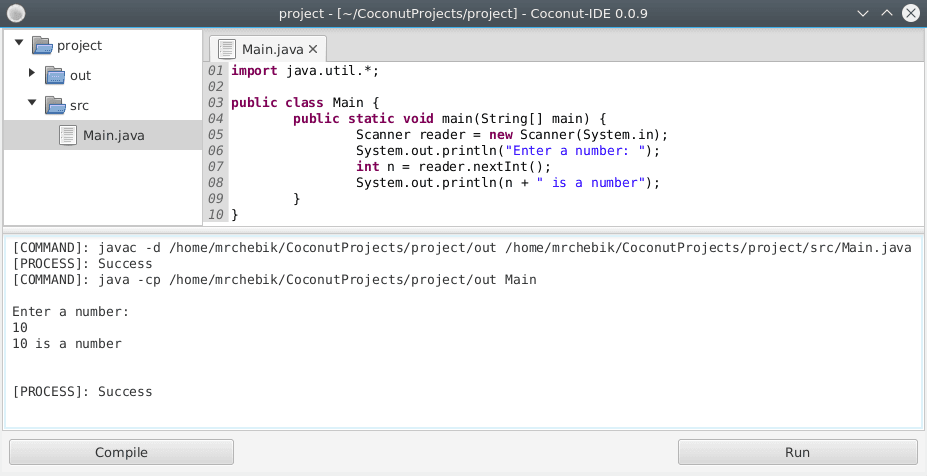 project - [~/CoconutProjects/project] - Coconut-IDE 0.0.9
project
out
src
Main.java
Main.java
01 import java.util.*;
02
03 public class Main {
04         public static void main(String[] main) {
05                 Scanner reader = new Scanner(System.in);
06                 System.out.println("Enter a number: ");
07                 int n = reader.nextInt();
08                 System.out.println(n + " is a number");
09         }
10 }
[COMMAND]: javac -d /home/mrchebik/CoconutProjects/project/out /home/mrchebik/CoconutProjects/project/src/Main.java
[PROCESS]: Success
[COMMAND]: java -cp /home/mrchebik/CoconutProjects/project/out Main
Enter a number:
10
10 is a number
[PROCESS]: Success
Compile
Run